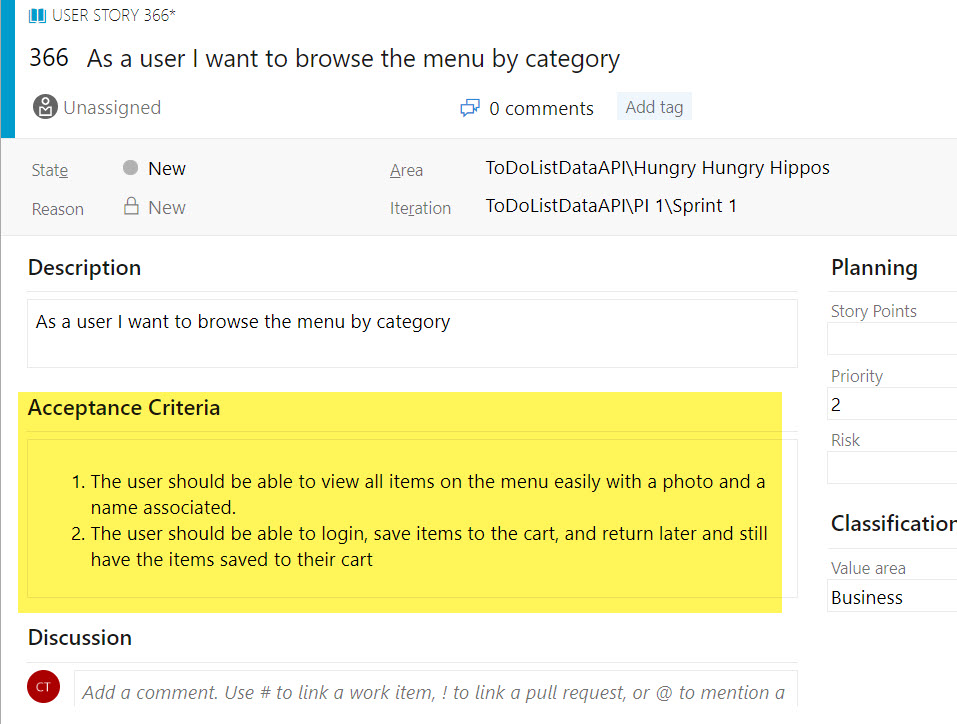 USER STORY 366*
366 As a user I want to browse the menu by category
Unassigned
0 comments
Add tag
State
New
Area
ToDoListDataAPI\Hungry Hungry Hippos
Reason
New
Iteration
ToDoListDataAPI\PI 1\Sprint 1
Description
As a user I want to browse the menu by category
Acceptance Criteria
1. The user should be able to view all items on the menu easily with a photo and a
name associated.
2. The user should be able to login, save items to the cart, and return later and still
have the items saved to their cart
Discussion
CT
Add a comment. Use # to link a work item, ! to link a pull request, or @ to mention a
Planning
Story Points
Priority
2
Risk
Classification
Value area
Business